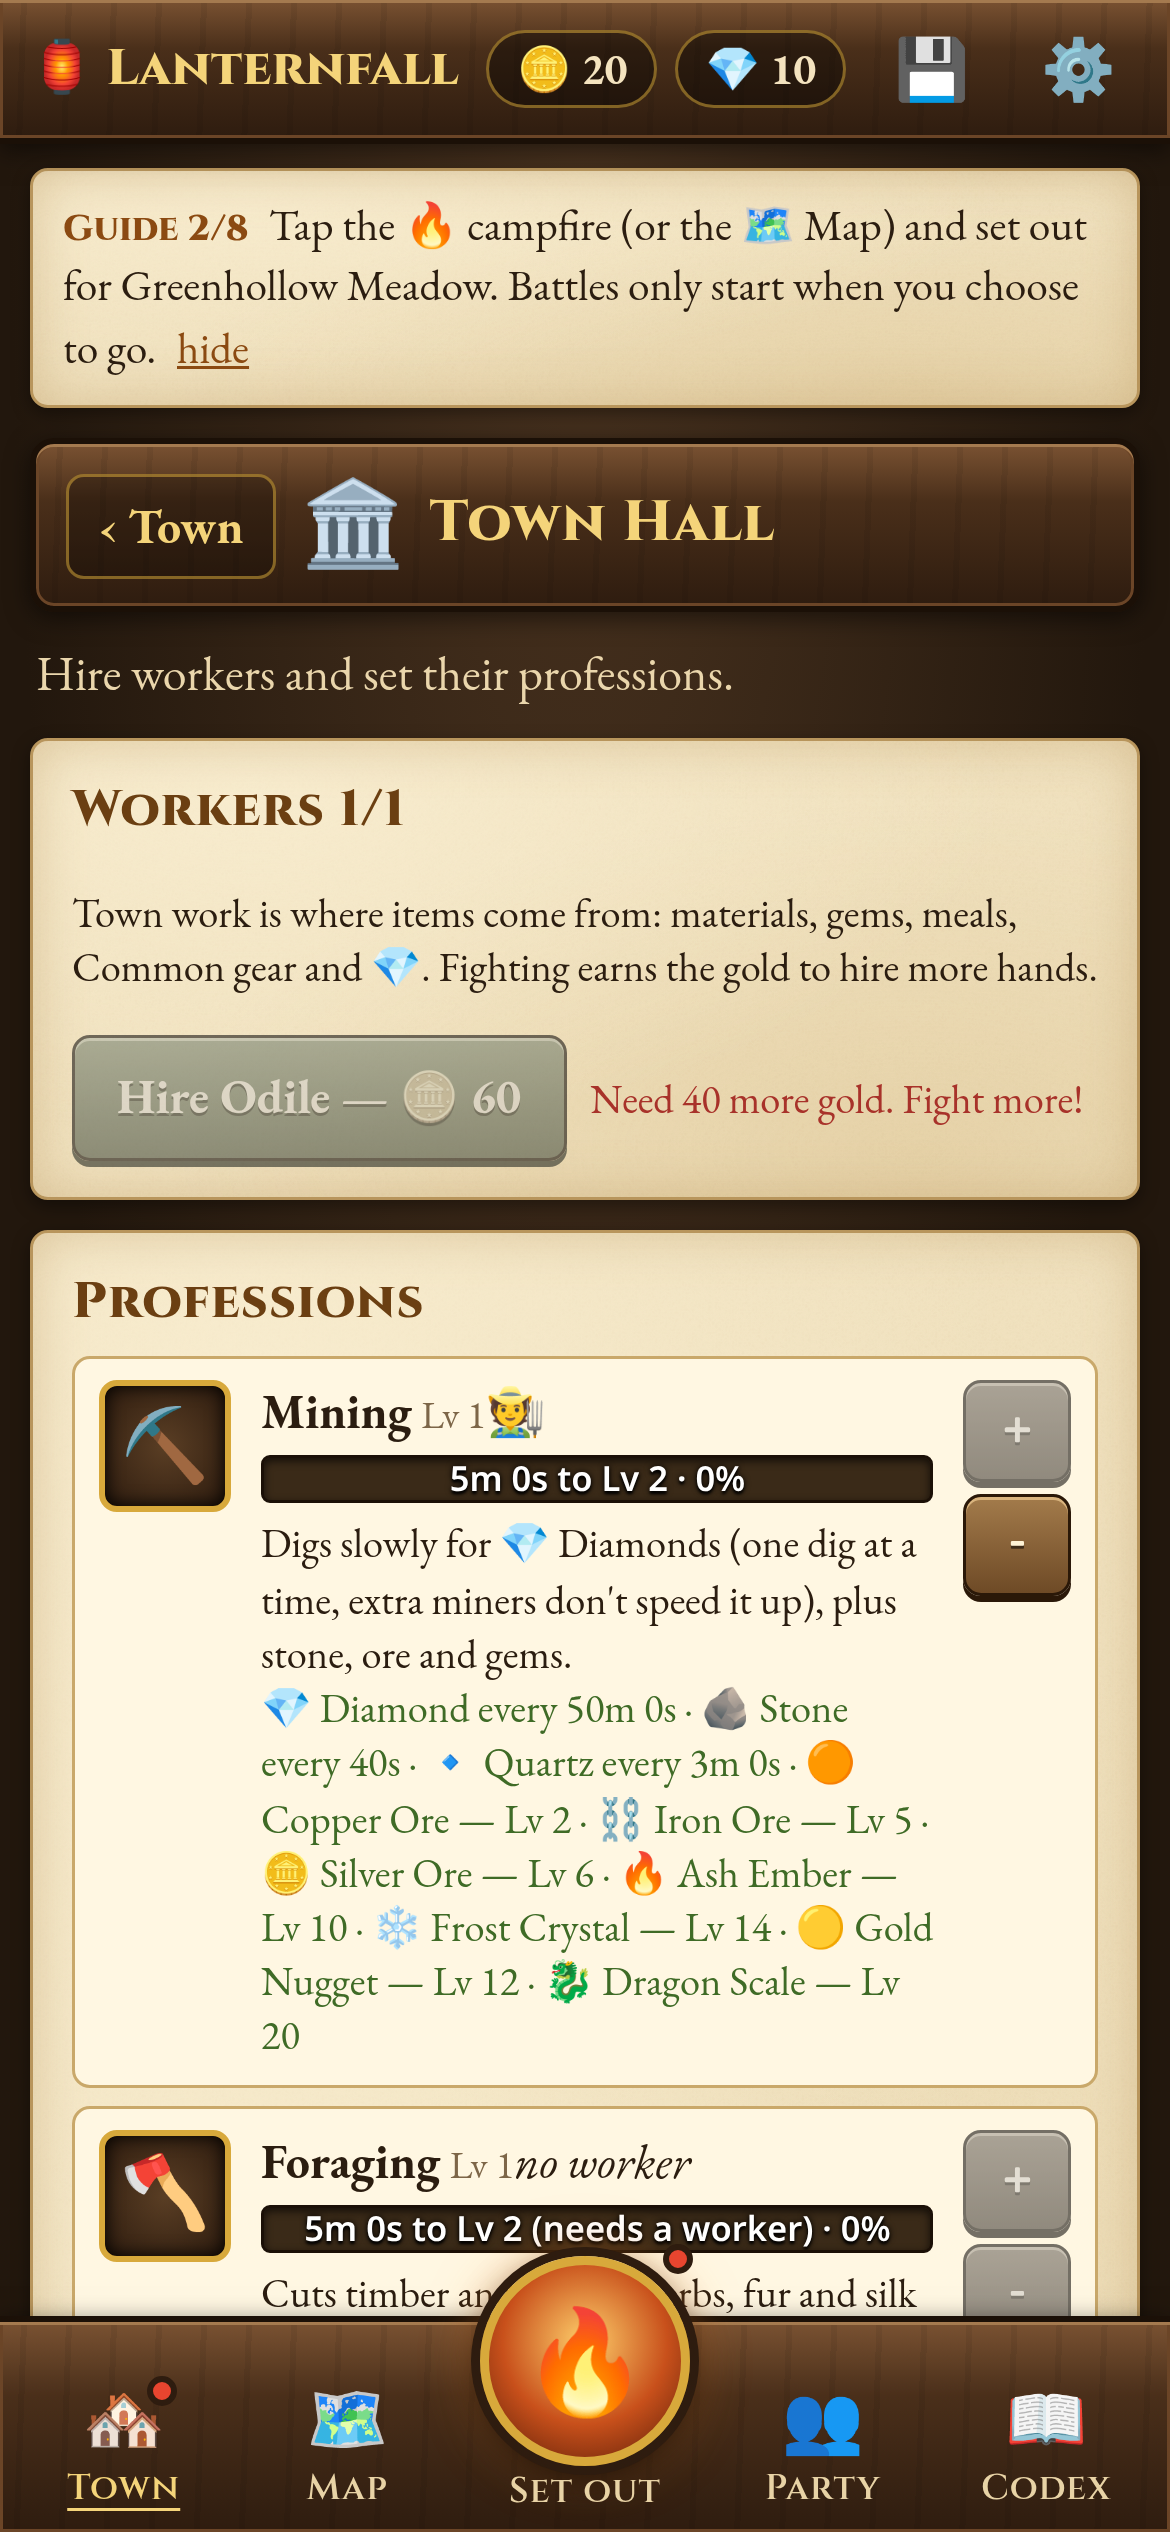 Lanternfall 20 10
Guide 2/8 Tap the 🔥 campfire (or the 🗺️ Map) and set out
for Greenhollow Meadow. Battles only start when you choose
to go. hide
‹ Town Town Hall
Hire workers and set their professions.
Workers 1/1
Town work is where items come from: materials, gems, meals,
Common gear and 💎. Fighting earns the gold to hire more hands.
Hire Odile — 🪙 60 Need 40 more gold. Fight more!
Professions
Mining Lv 1 +
5m 0s to Lv 2 · 0%
-
Digs slowly for 💎 Diamonds (one dig at a
time, extra miners don't speed it up), plus
stone, ore and gems.
💎 Diamond every 50m 0s · 🪨 Stone
every 40s · 🔹 Quartz every 3m 0s · 🟠
Copper Ore — Lv 2 · ⛓️ Iron Ore — Lv 5 ·
🪙 Silver Ore — Lv 6 · 🔥 Ash Ember —
Lv 10 · ❄️ Frost Crystal — Lv 14 · 🟡 Gold
Nugget — Lv 12 · 🐉 Dragon Scale — Lv
20
Foraging Lv 1no worker +
5m 0s to Lv 2 (needs a worker) · 0%
Cuts timber rbs, fur and silk -
Town Map Set out Party Codex